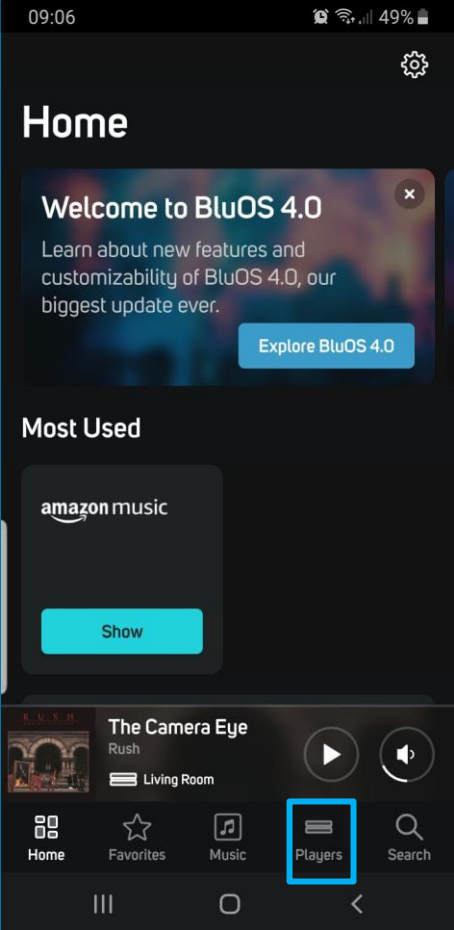 09:06 49%
Home
Welcome to BluOS 4.0
Learn about new features and
customizability of BluOS 4.0, our
biggest update ever.
Explore BluOS 4.0
Most Used
amazon music
Show
RUSH
The Camera Eye
Rush
Living Room
Home Favorites Music Players Search